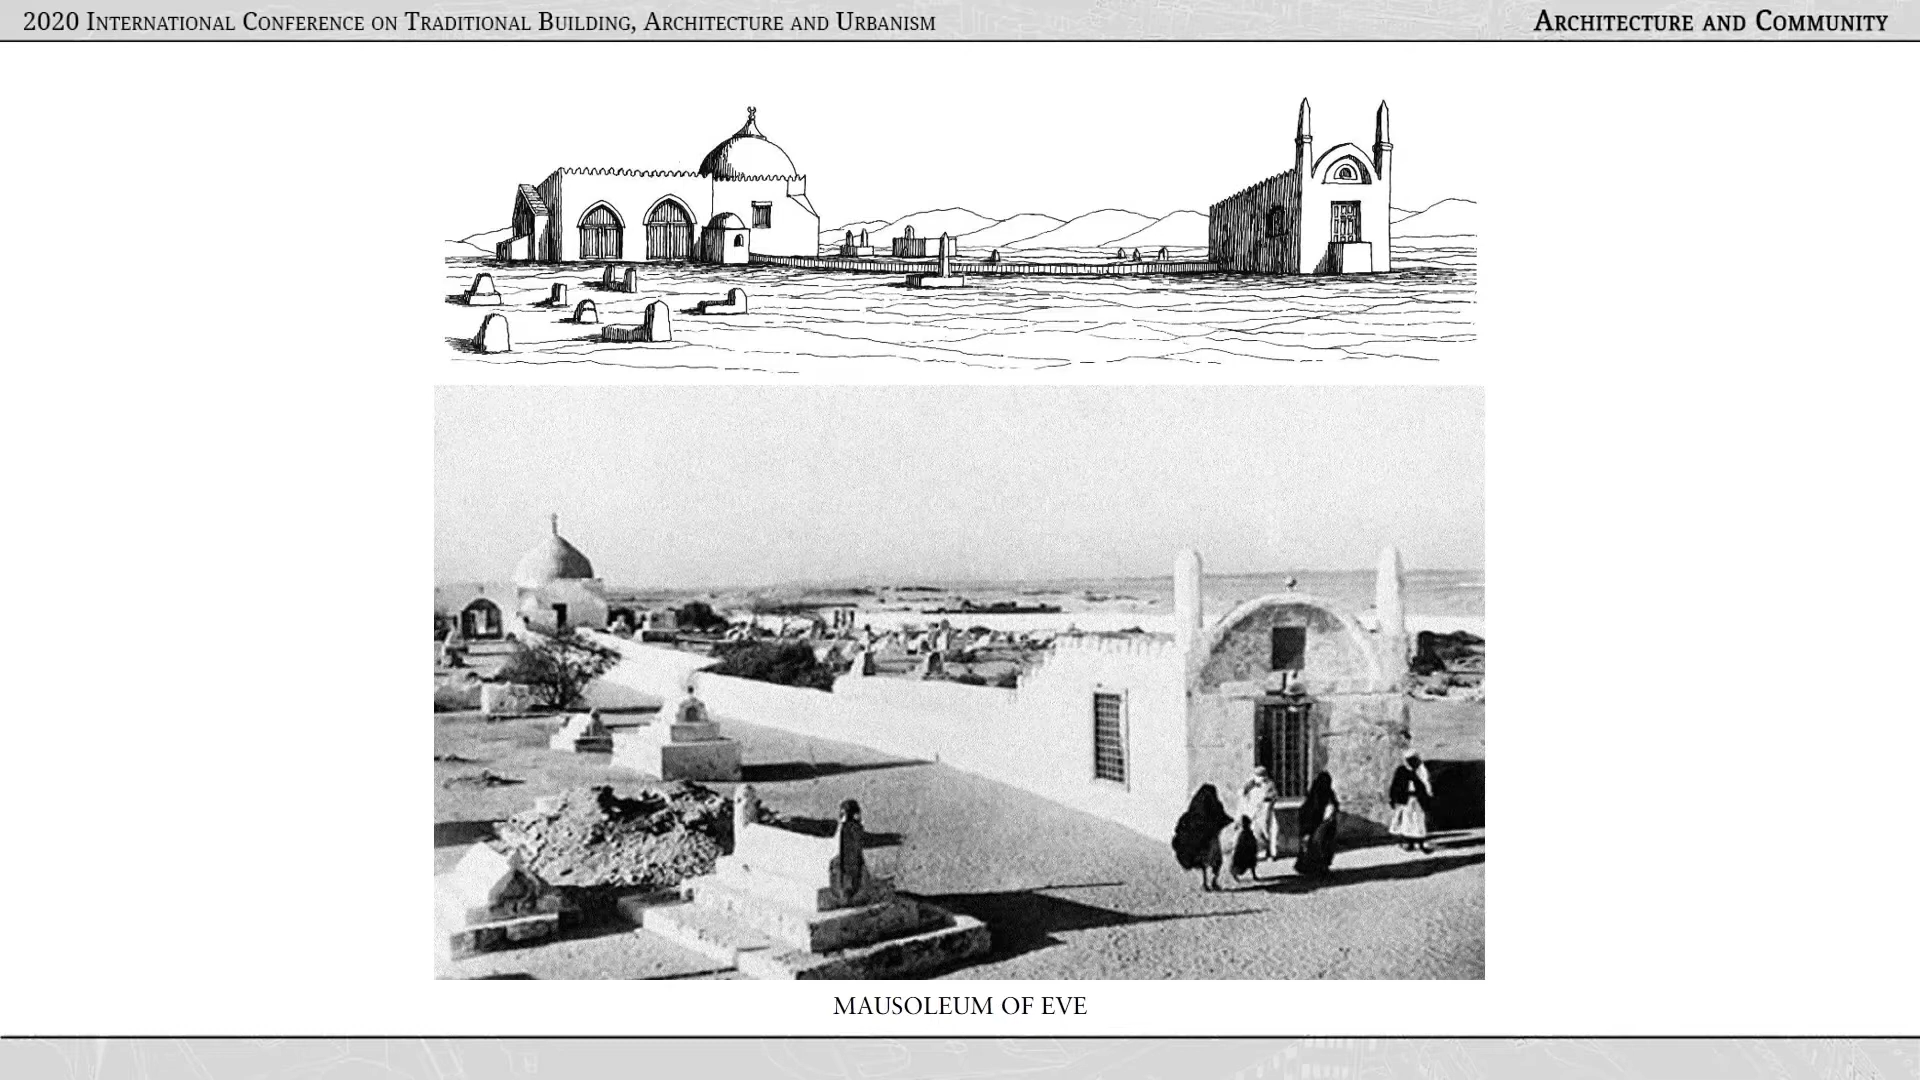 2020 International Conference on Traditional Building, Architecture and Urbanism
Architecture and Community
MAUSOLEUM OF EVE